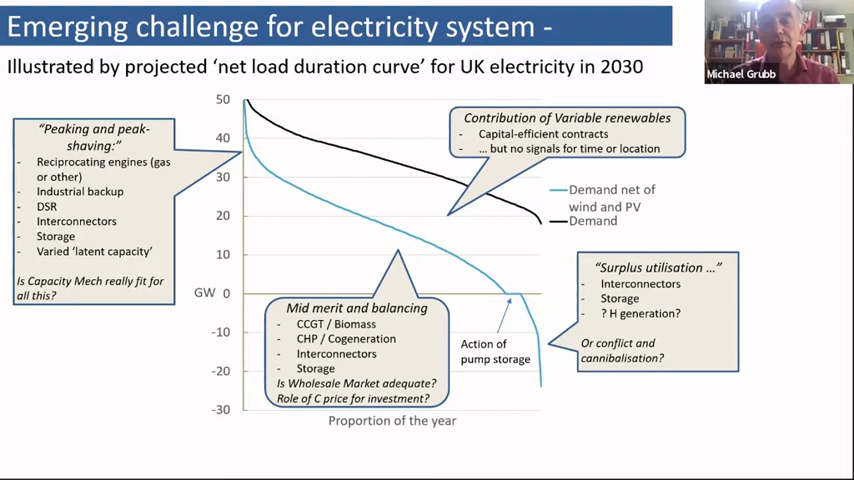 Emerging challenge for electricity system -
Michael Grubb
Illustrated by projected ‘net load duration curve’ for UK electricity in 2030
“Peaking and peak-
shaving:”
- Reciprocating engines (gas
or other)
- Industrial backup
- DSR
- Interconnectors
- Storage
- Varied ‘latent capacity’
Is Capacity Mech really fit for
all this?
50
40
30
20
10
GW 0
-10
-20
-30
Proportion of the year
Contribution of Variable renewables
- Capital-efficient contracts
- … but no signals for time or location
Demand net of
wind and PV
Demand
Mid merit and balancing
- CCGT / Biomass
- CHP / Cogeneration
- Interconnectors
- Storage
Is Wholesale Market adequate?
Role of C price for investment?
Action of
pump storage
“Surplus utilisation …”
- Interconnectors
- Storage
- ? H generation?
Or conflict and
cannibalisation?